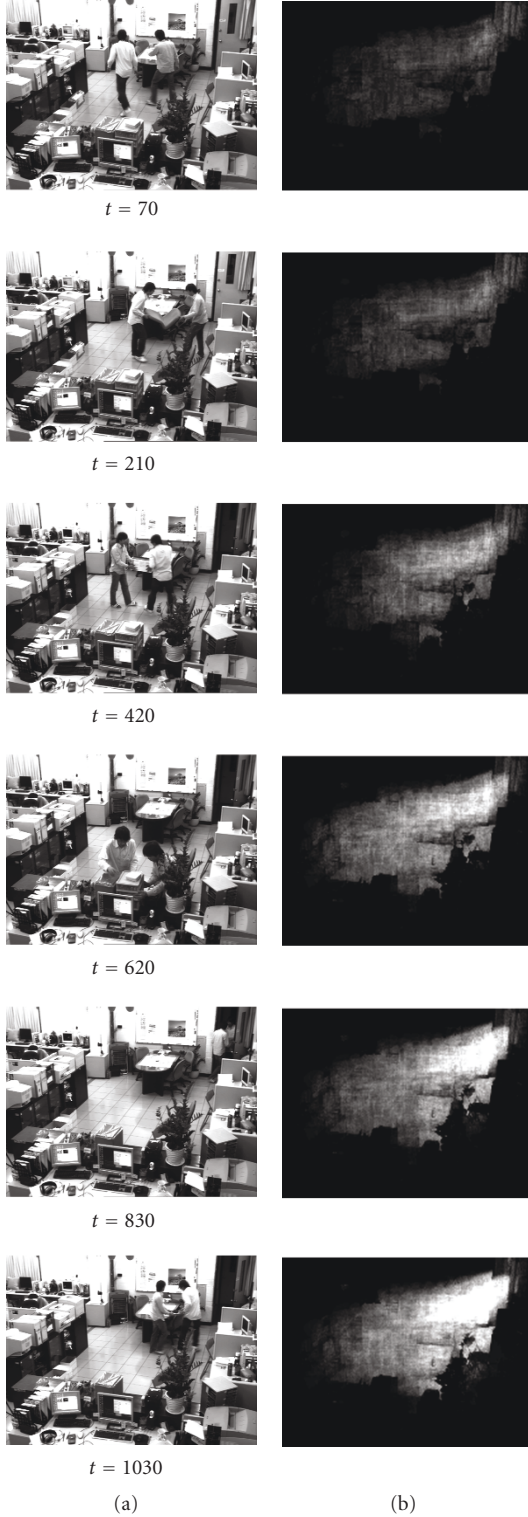 t = 70
t = 210
t = 420
t = 620
t = 830
t = 1030
(a)
(b)